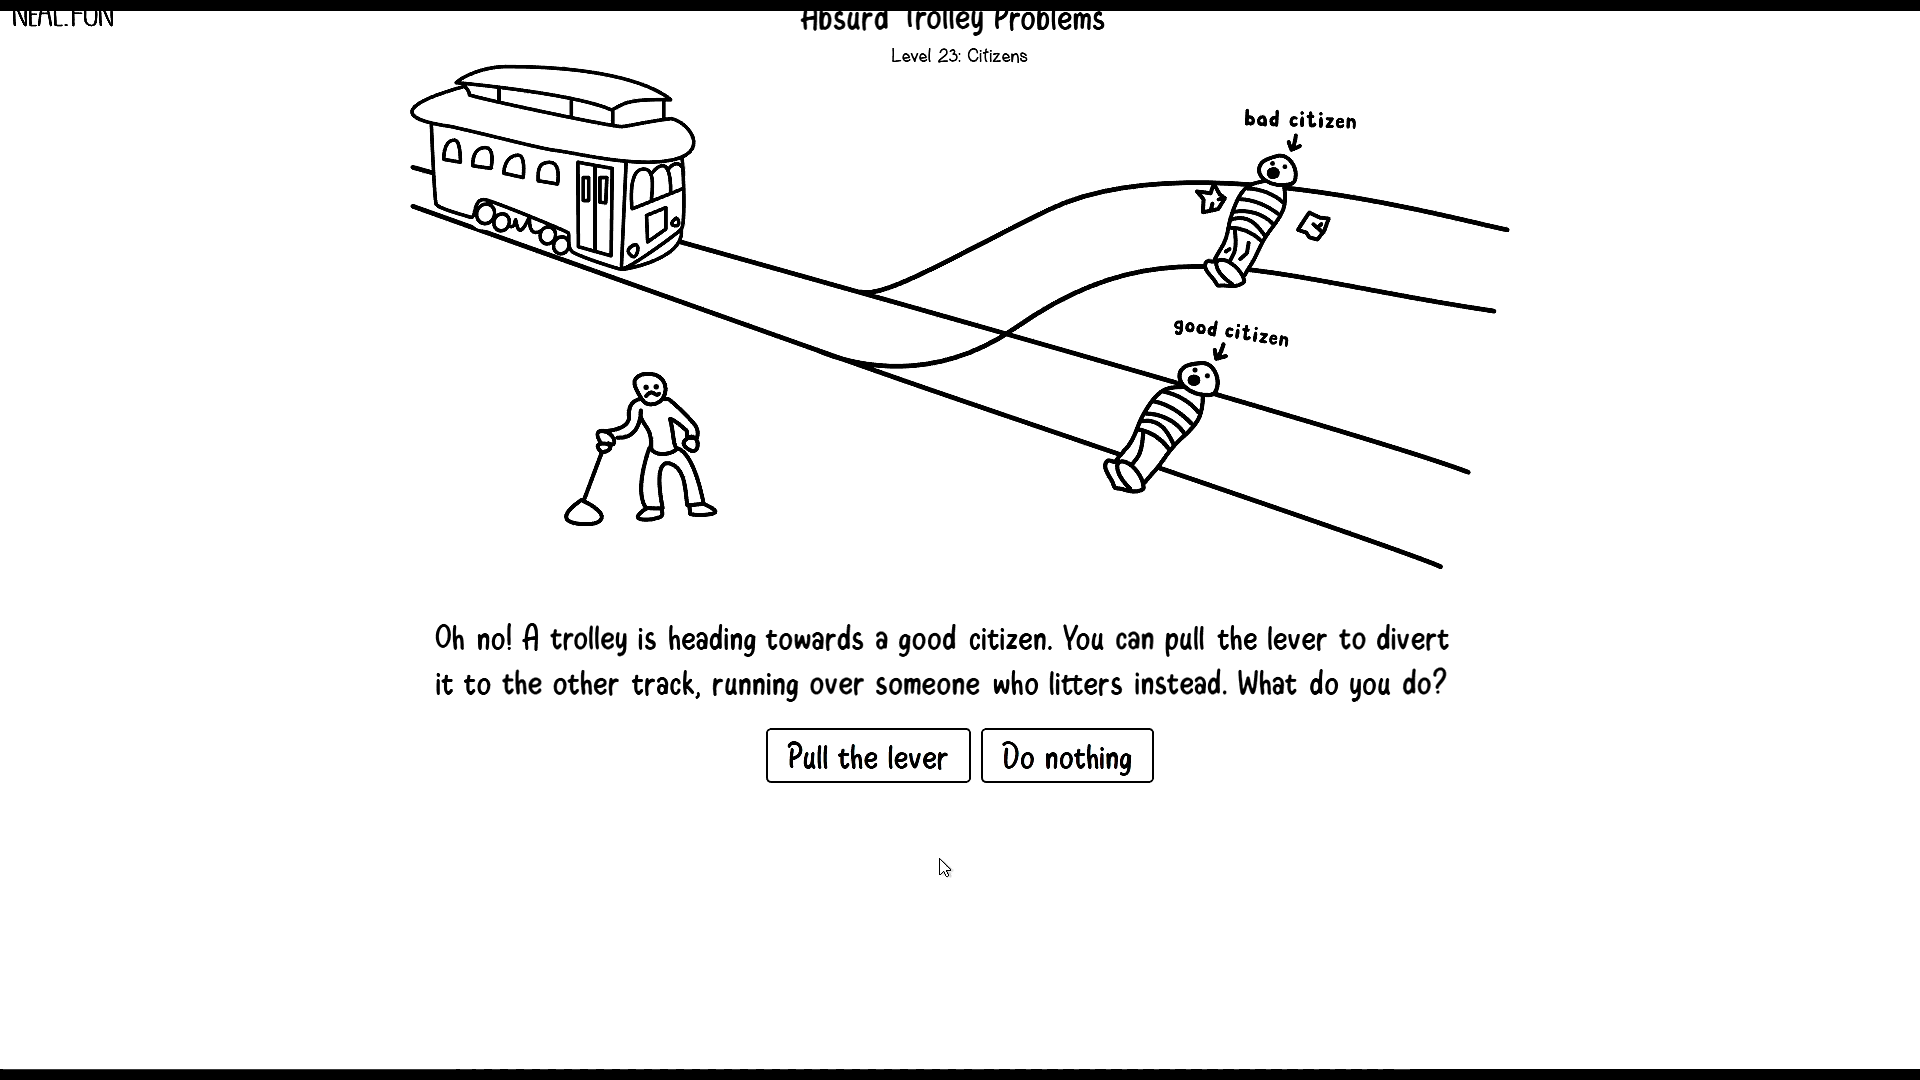 NEAL.FUN
Absurd Trolley Problems
Level 23: Citizens
bad citizen
good citizen
Oh no! A trolley is heading towards a good citizen. You can pull the lever to divert
it to the other track, running over someone who litters instead. What do you do?
Pull the lever
Do nothing